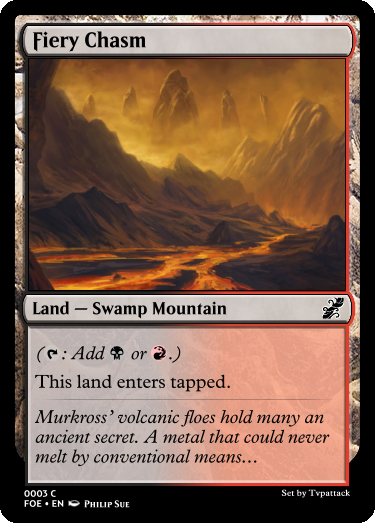 Fiery Chasm
Land — Swamp Mountain
(: Add or .)
This land enters tapped.
Murkross’ volcanic floes hold many an
ancient secret. A metal that could never
melt by conventional means…
0003 C
FOE • EN Philip Sue
Set by Tvpattack